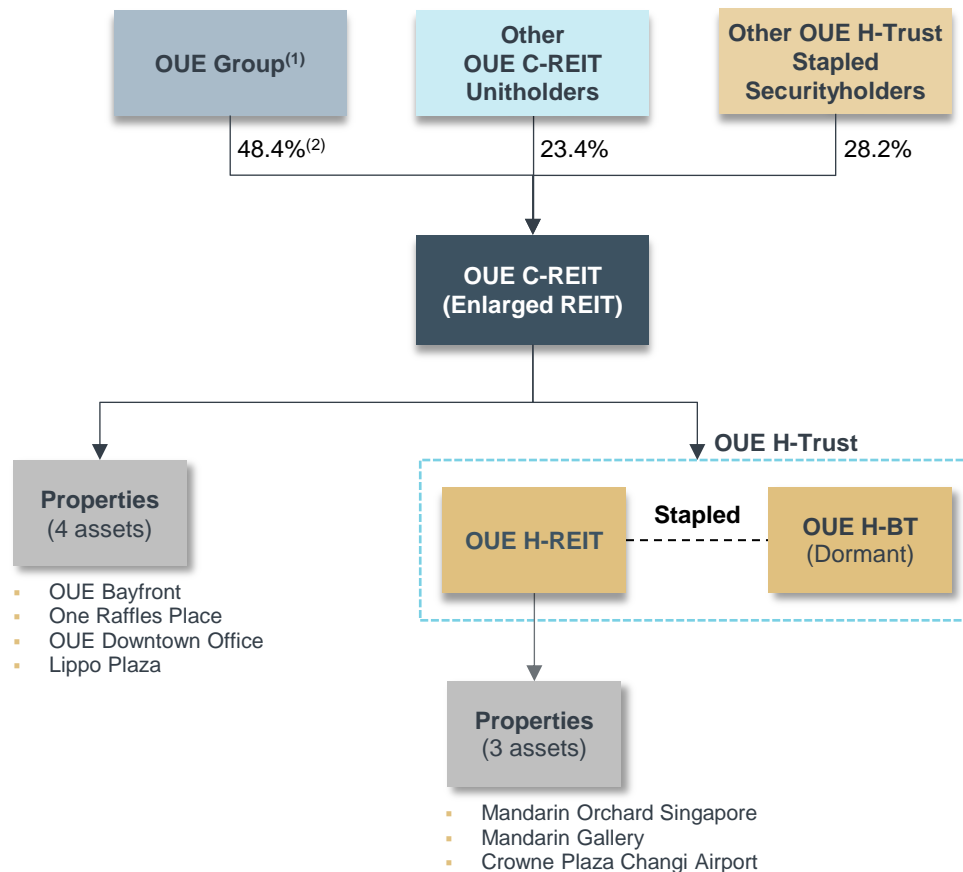 OUE Group(1)
Other
OUE C-REIT
Unitholders
Other OUE H-Trust
Stapled
Securityholders
48.4%(2)
23.4%
28.2%
OUE C-REIT
(Enlarged REIT)
OUE H-Trust
Properties
(4 assets)
OUE H-REIT
Stapled
OUE H-BT
(Dormant)
▪ OUE Bayfront
▪ One Raffles Place
▪ OUE Downtown Office
▪ Lippo Plaza
Properties
(3 assets)
▪ Mandarin Orchard Singapore
▪ Mandarin Gallery
▪ Crowne Plaza Changi Airport